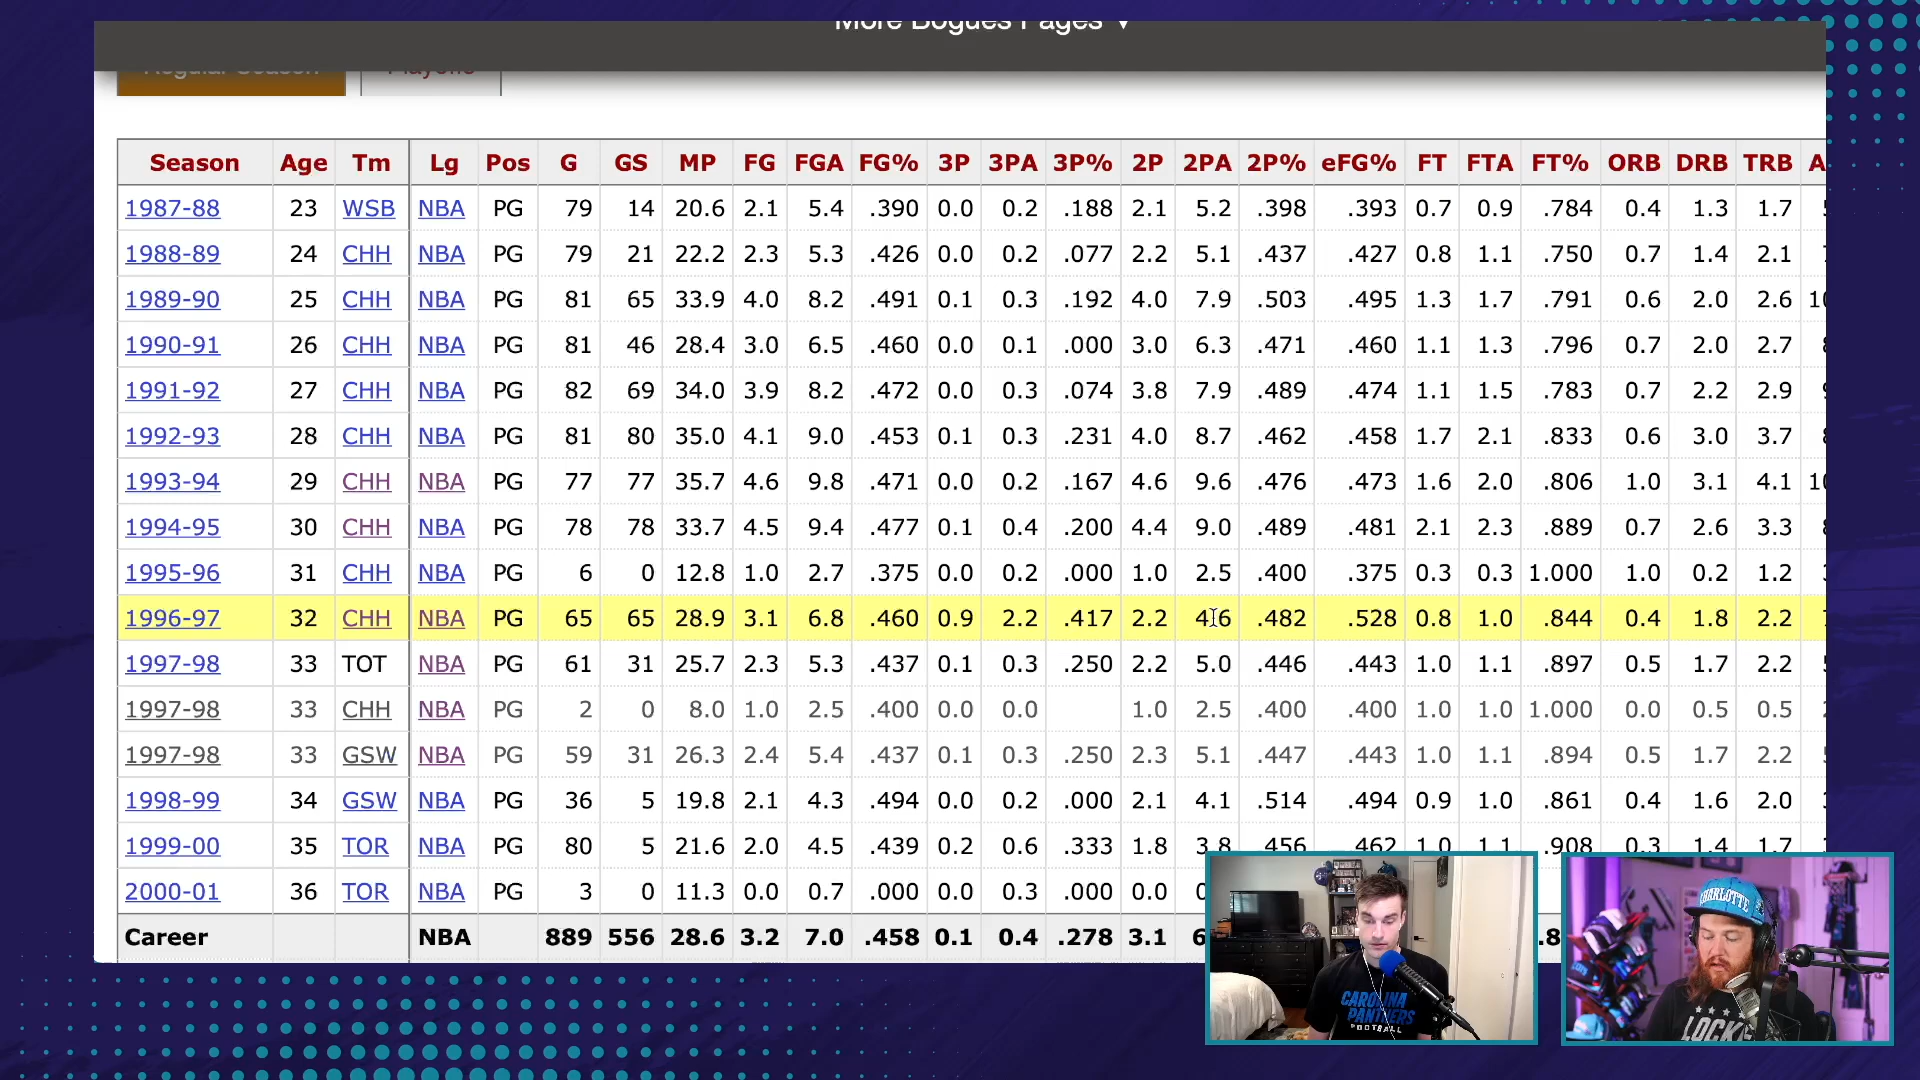 More Bogues Pages ▼
Regular Season Playoffs
Season Age Tm Lg Pos G GS MP FG FGA FG% 3P 3PA 3P% 2P 2PA 2P% eFG% FT FTA FT% ORB DRB TRB A
1987-88 23 WSB NBA PG 79 14 20.6 2.1 5.4 .390 0.0 0.2 .188 2.1 5.2 .398 .393 0.7 0.9 .784 0.4 1.3 1.7
1988-89 24 CHH NBA PG 79 21 22.2 2.3 5.3 .426 0.0 0.2 .077 2.2 5.1 .437 .427 0.8 1.1 .750 0.7 1.4 2.1
1989-90 25 CHH NBA PG 81 65 33.9 4.0 8.2 .491 0.1 0.3 .192 4.0 7.9 .503 .495 1.3 1.7 .791 0.6 2.0 2.6 10
1990-91 26 CHH NBA PG 81 46 28.4 3.0 6.5 .460 0.0 0.1 .000 3.0 6.3 .471 .460 1.1 1.3 .796 0.7 2.0 2.7
1991-92 27 CHH NBA PG 82 69 34.0 3.9 8.2 .472 0.0 0.3 .074 3.8 7.9 .489 .474 1.1 1.5 .783 0.7 2.2 2.9
1992-93 28 CHH NBA PG 81 80 35.0 4.1 9.0 .453 0.1 0.3 .231 4.0 8.7 .462 .458 1.7 2.1 .833 0.6 3.0 3.7
1993-94 29 CHH NBA PG 77 77 35.7 4.6 9.8 .471 0.0 0.2 .167 4.6 9.6 .476 .473 1.6 2.0 .806 1.0 3.1 4.1 10
1994-95 30 CHH NBA PG 78 78 33.7 4.5 9.4 .477 0.1 0.4 .200 4.4 9.0 .489 .481 2.1 2.3 .889 0.7 2.6 3.3
1995-96 31 CHH NBA PG 6 0 12.8 1.0 2.7 .375 0.0 0.2 .000 1.0 2.5 .400 .375 0.3 0.3 1.000 1.0 0.2 1.2
1996-97 32 CHH NBA PG 65 65 28.9 3.1 6.8 .460 0.9 2.2 .417 2.2 4.6 .482 .528 0.8 1.0 .844 0.4 1.8 2.2
1997-98 33 TOT NBA PG 61 31 25.7 2.3 5.3 .437 0.1 0.3 .250 2.2 5.0 .446 .443 1.0 1.1 .897 0.5 1.7 2.2
1997-98 33 CHH NBA PG 2 0 8.0 1.0 2.5 .400 0.0 0.0 1.0 2.5 .400 .400 1.0 1.0 1.000 0.0 0.5 0.5
1997-98 33 GSW NBA PG 59 31 26.3 2.4 5.4 .437 0.1 0.3 .250 2.3 5.1 .447 .443 1.0 1.1 .894 0.5 1.7 2.2
1998-99 34 GSW NBA PG 36 5 19.8 2.1 4.3 .494 0.0 0.2 .000 2.1 4.1 .514 .494 0.9 1.0 .861 0.4 1.6 2.0
1999-00 35 TOR NBA PG 80 5 21.6 2.0 4.5 .439 0.2 0.6 .333 1.8 3.8 .456 .462 1.0 1.1 .908 0.3 1.4 1.7
2000-01 36 TOR NBA PG 3 0 11.3 0.0 0.7 .000 0.0 0.3 .000 0.0
Career NBA 889 556 28.6 3.2 7.0 .458 0.1 0.4 .278 3.1
CHARLOTTE
CAROLINA
PANTHERS
FOOTBALL